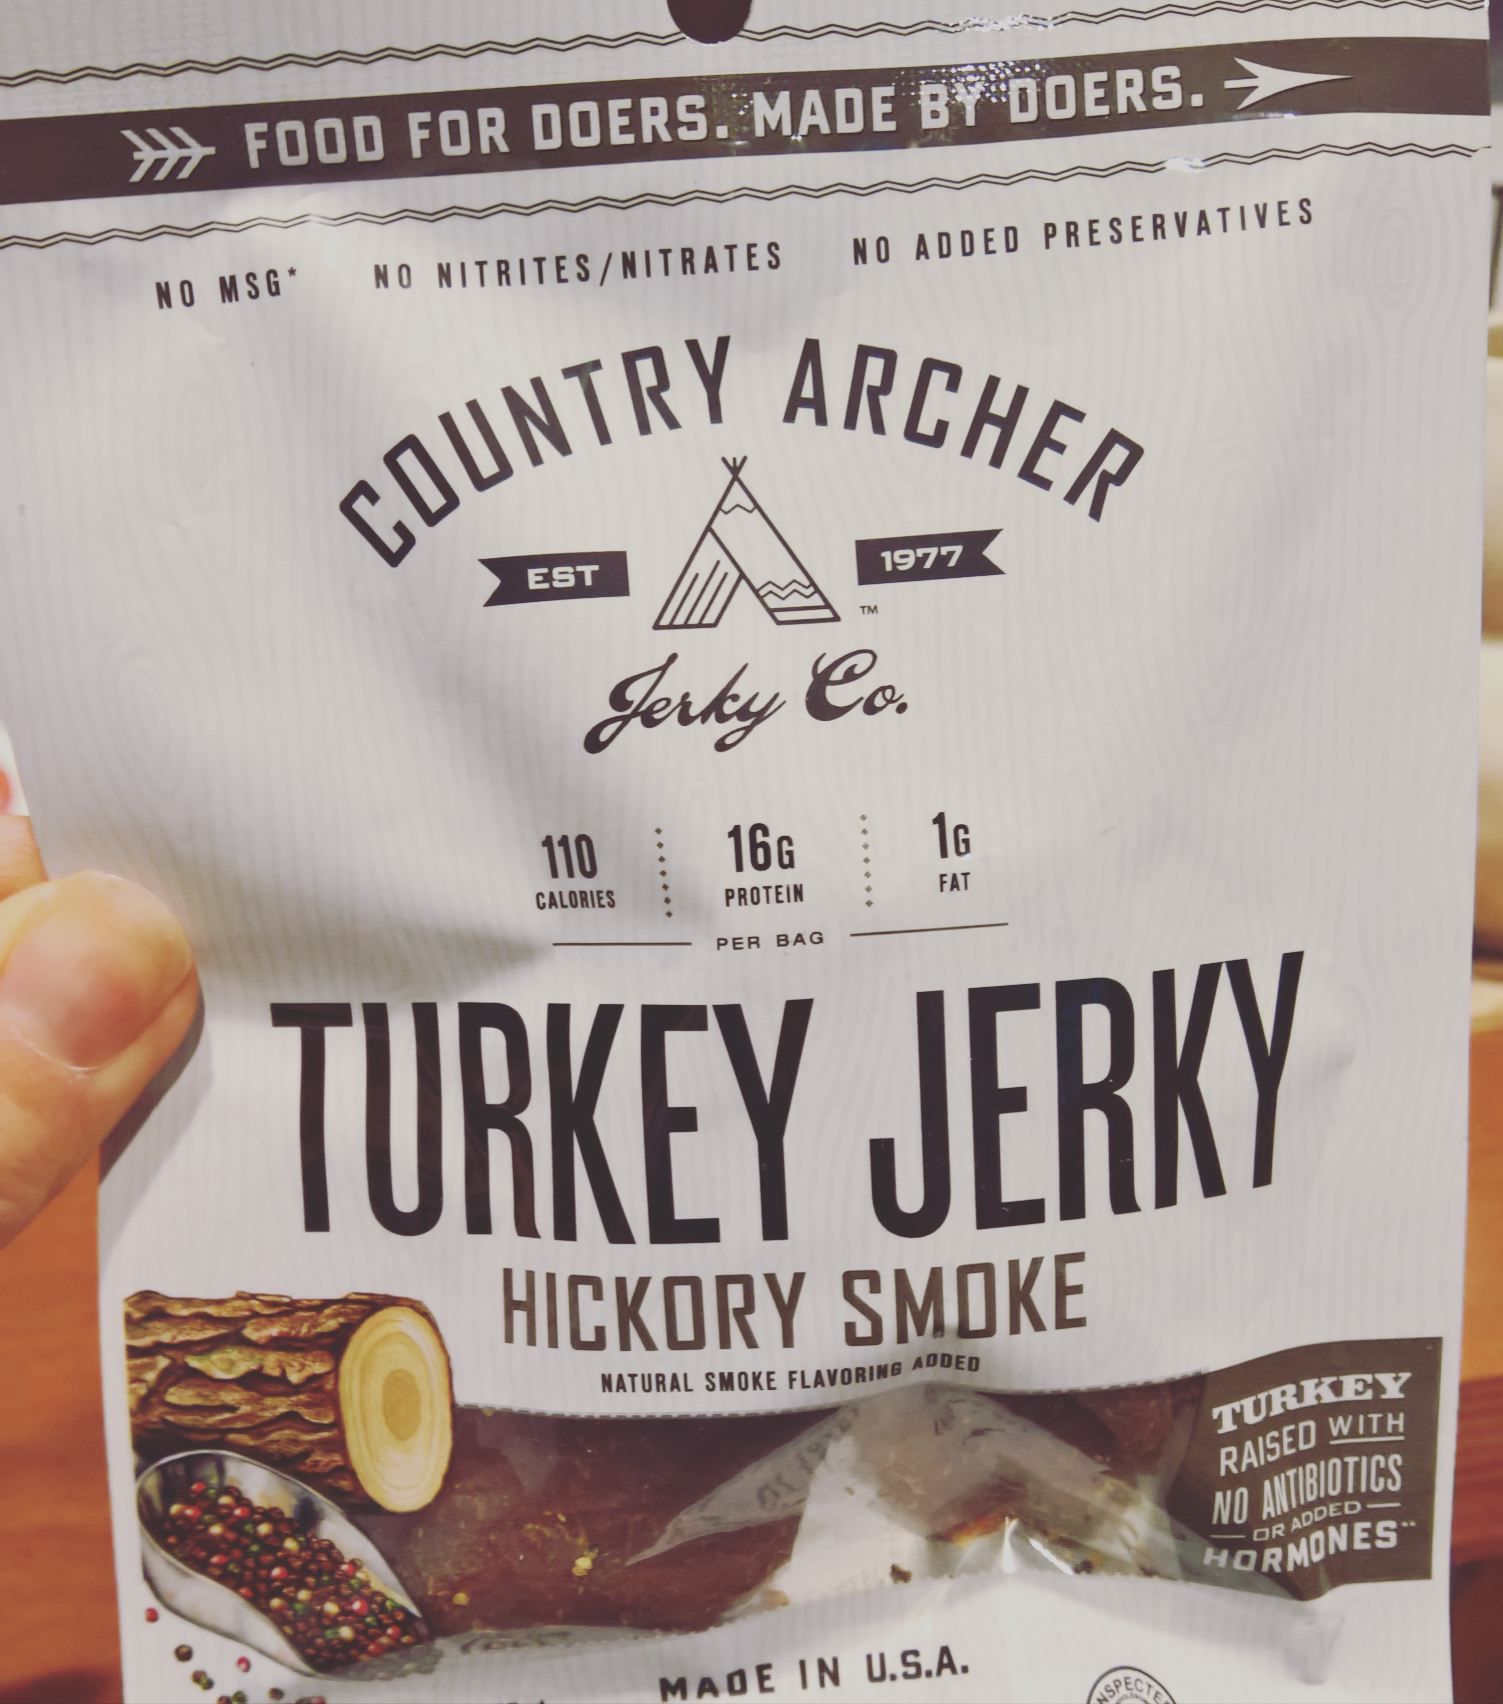 FOOD FOR DOERS. MADE BY DOERS.
NO MSG* NO NITRITES/NITRATES NO ADDED PRESERVATIVES
COUNTRY ARCHER
EST 1977
TM
Jerky Co.
110 16G 1G
CALORIES PROTEIN FAT
PER BAG
TURKEY JERKY
HICKORY SMOKE
NATURAL SMOKE FLAVORING ADDED
TURKEY
RAISED WITH
NO ANTIBIOTICS
OR ADDED
HORMONES**
MADE IN U.S.A.